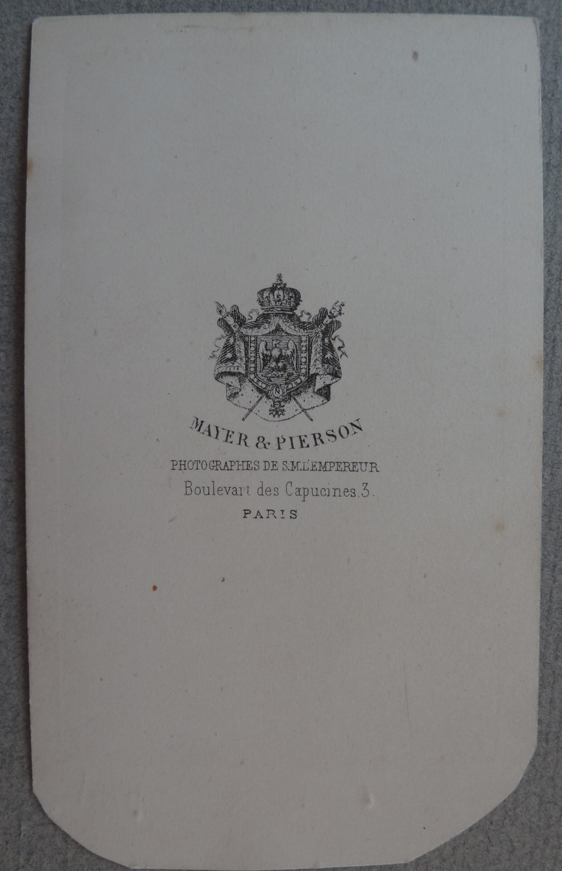 MAYER & PIERSON
PHOTOGRAPHES DE S.M.L'EMPEREUR
Boulevart des Capucines.3.
PARIS